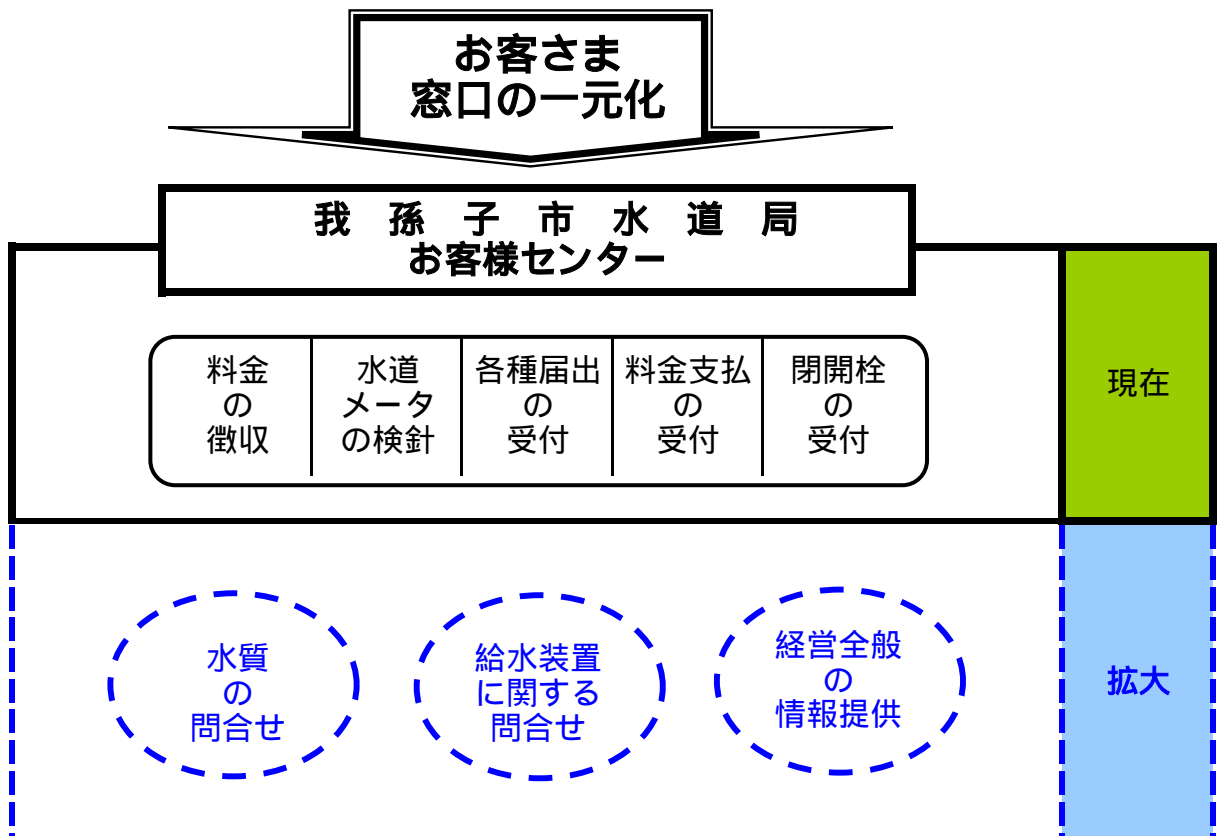 お客さま
窓口の一元化
我 孫 子 市 水 道 局
お客様センター
料金
の
徴収
水道
メータ
の検針
各種届出
の
受付
料金支払
の
受付
閉開栓
の
受付
現在
水質
の
問合せ
給水装置
に関する
問合せ
経営全般
の
情報提供
拡大